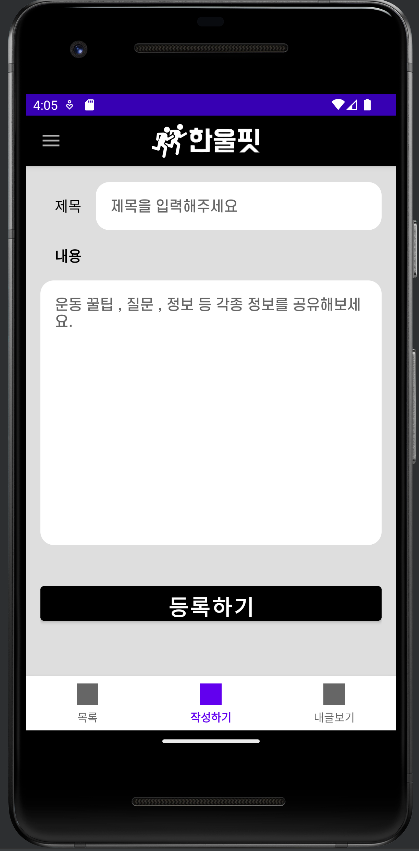 4:05
한울핏
제목
제목을 입력해주세요
내용
운동 꿀팁 , 질문 , 정보 등 각종 정보를 공유해보세
요.
등록하기
목록
작성하기
내글보기